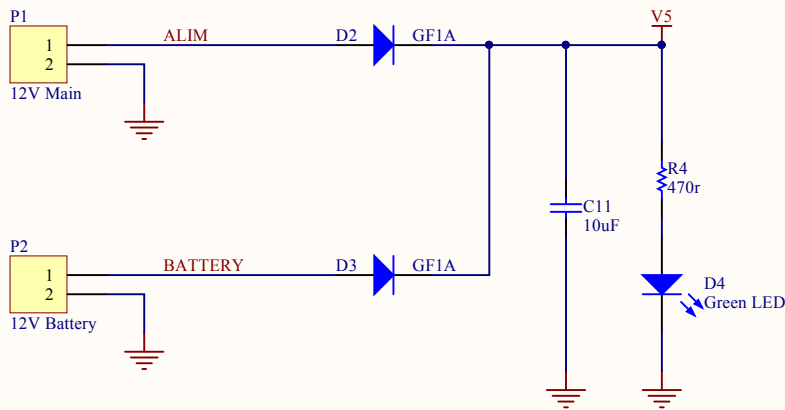 P1
1
2
12V Main
ALIM
D2
GF1A
V5
R4
470r
C11
10uF
P2
1
2
12V Battery
BATTERY
D3
GF1A
D4
Green LED